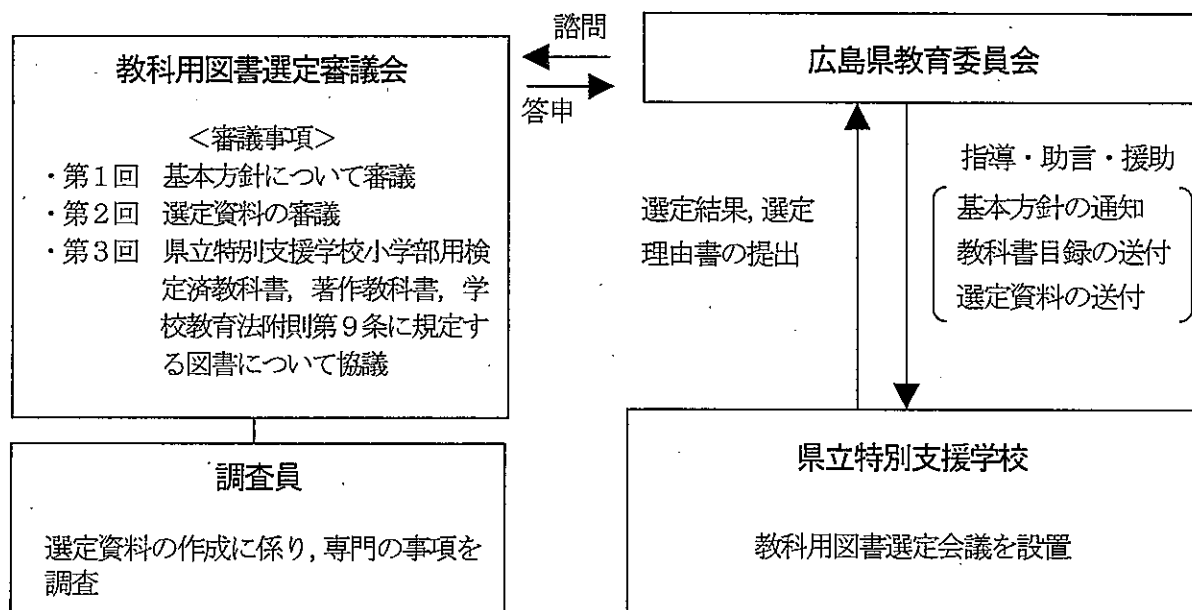 教科用図書選定審議会
＜審議事項＞
・第１回　基本方針について審議
・第２回　選定資料の審議
・第３回　県立特別支援学校小学部用検
定済教科書，著作教科書，学
校教育法附則第９条に規定す
る図書について協議
諮問
答申
広島県教育委員会
選定結果，選定
理由書の提出
指導・助言・援助
基本方針の通知
教科書目録の送付
選定資料の送付
調査員
選定資料の作成に係り，専門の事項を
調査
県立特別支援学校
教科用図書選定会議を設置